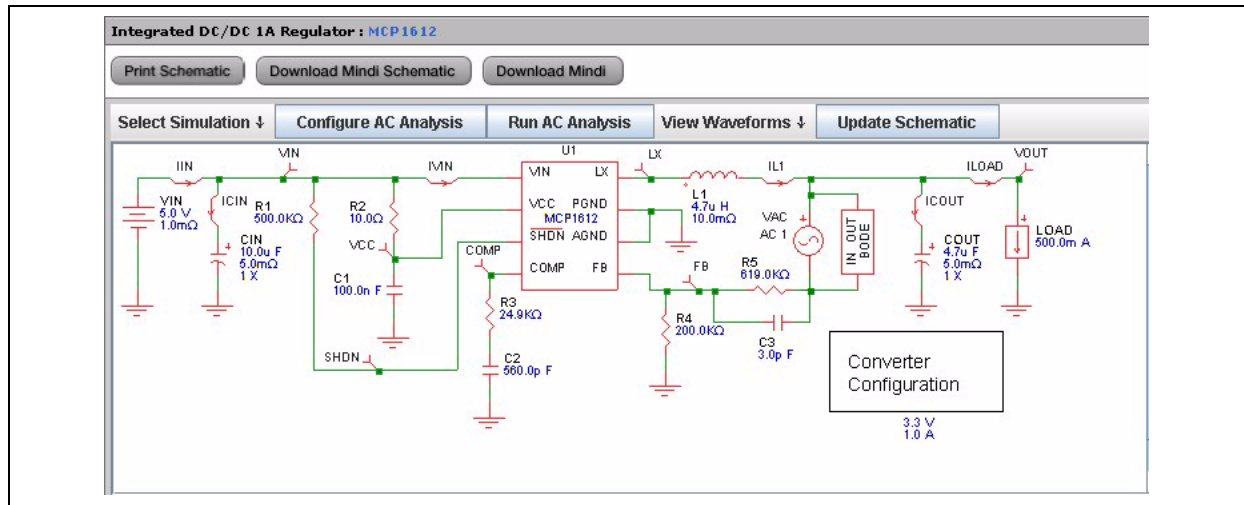 Integrated DC/DC 1A Regulator : MCP1612
Print Schematic
Download Mindi Schematic
Download Mindi
Select Simulation ↓
Configure AC Analysis
Run AC Analysis
View Waveforms ↓
Update Schematic
IIN
VIN
IVIN
U1
LX
IL1
ILOAD
VOUT
VIN
5.0 V
1.0mΩ
ICIN
CIN
10.0u F
5.0mΩ
1 X
R1
500.0KΩ
R2
10.0Ω
VCC
C1
100.0n F
SHDN
VIN
LX
VCC
PGND
MCP1612
SHDN
AGND
COMP
FB
COMP
R3
24.9KΩ
C2
560.0p F
L1
4.7u H
10.0mΩ
FB
R4
200.0KΩ
R5
619.0KΩ
C3
3.0p F
VAC
AC 1
IN OUT
BODE
ICOUT
COUT
4.7u F
5.0mΩ
1 X
LOAD
500.0m A
Converter
Configuration
3.3 V
1.0 A